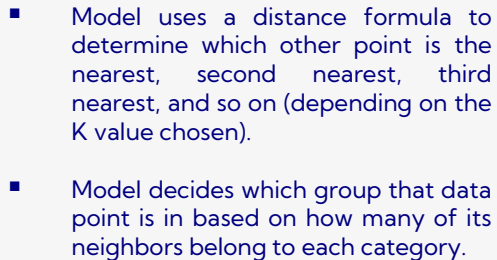 ▪ Model uses a distance formula to
determine which other point is the
nearest, second nearest, third
nearest, and so on (depending on the
K value chosen).
▪ Model decides which group that data
point is in based on how many of its
neighbors belong to each category.